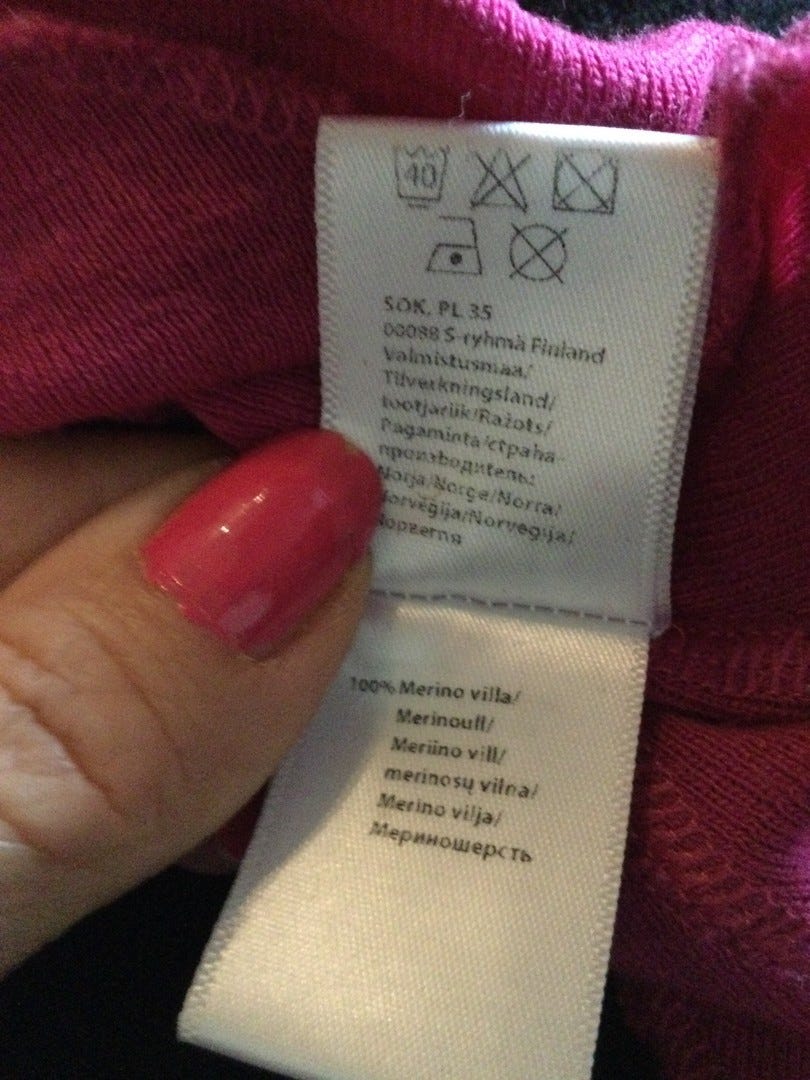 40
SOK, PL 35
00088 S-ryhmä Finland
Valmistusmaa/
Tilverkningsland/
tootjariik/Ražots/
Pagaminta/страна-
производитель:
Norja/Norge/Norra/
Norvēģija/Norvegija/
Норвегия
100% Merino villa/
Merinoull/
Meriino vill/
merinosų vilna/
Merino vilja/
Мериношерсть